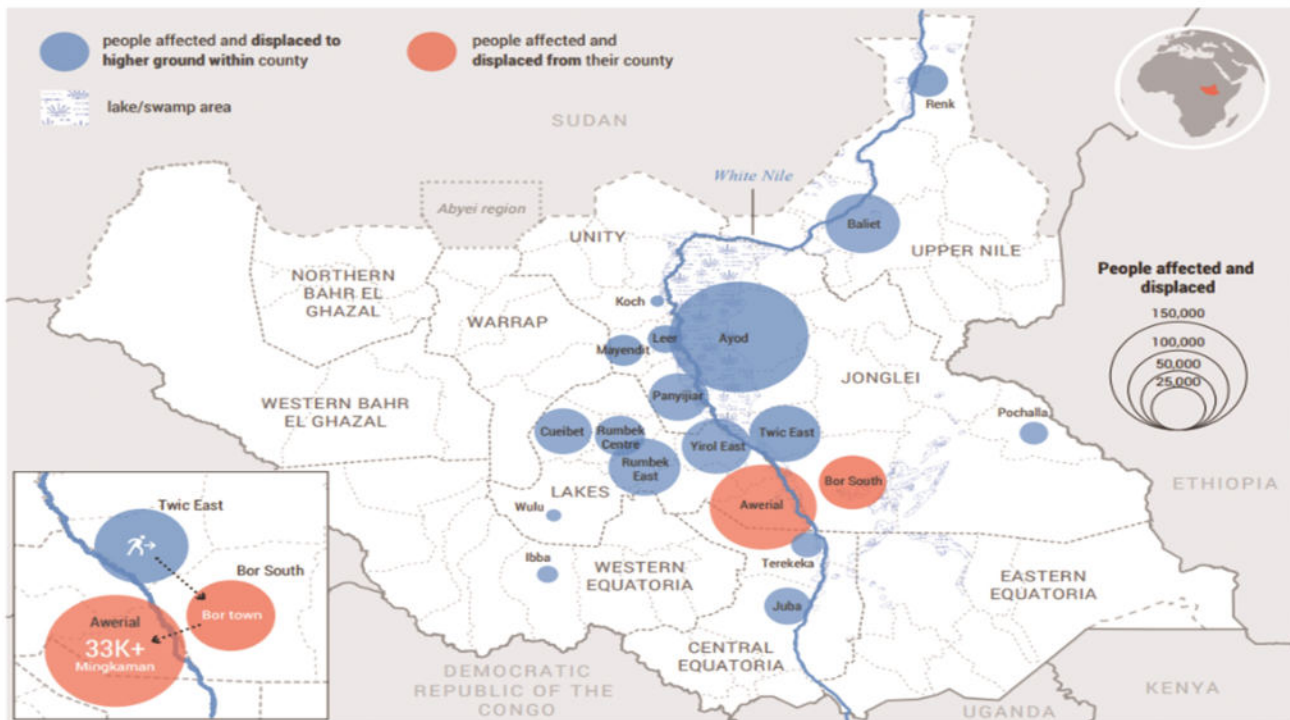 people affected and displaced to
higher ground within county
people affected and
displaced from their county
lake/swamp area
SUDAN
Renk
White Nile
Abyei region
Baliet
UNITY
UPPER NILE
NORTHERN
BAHR EL
GHAZAL
People affected and
displaced
150,000
100,000
50,000
25,000
Koch
WARRAP
Leer
Ayod
Mayendit
JONGLEI
WESTERN BAHR
EL GHAZAL
Panyijiar
Pochalla
Cueibet
Rumbek
Centre
Yirol East
Twic East
Rumbek
East
Bor South
ETHIOPIA
LAKES
Awerial
Wulu
Ibba
Terekeka
WESTERN
EQUATORIA
EASTERN
EQUATORIA
Juba
CENTRAL
EQUATORIA
DEMOCRATIC
REPUBLIC OF THE
CONGO
UGANDA
KENYA
Twic East
Bor South
Bor town
Awerial
33K+
Mingkaman